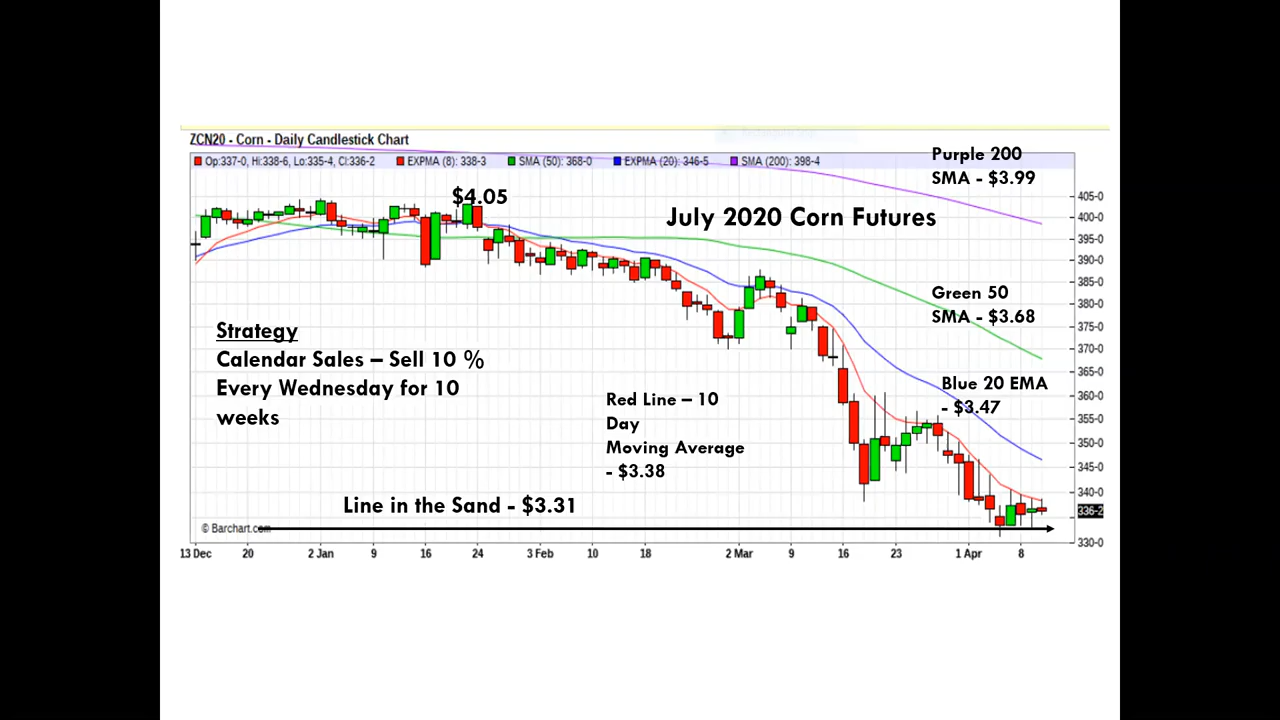 ZCN20 - Corn - Daily Candlestick Chart
Op:337-0, Hi:338-6, Lo:335-4, Cl:336-2 EXPMA (8): 338-3 SMA (50): 368-0 EXPMA (20): 346-5 SMA (200): 398-4
Purple 200
SMA - $3.99
$4.05
July 2020 Corn Futures
405-0
400-0
395-0
390-0
385-0
380-0
375-0
370-0
365-0
360-0
355-0
350-0
345-0
340-0
336-2
330-0
Green 50
SMA - $3.68
Strategy
Calendar Sales – Sell 10 %
Every Wednesday for 10
weeks
Blue 20 EMA
- $3.47
Red Line – 10
Day
Moving Average
- $3.38
Line in the Sand - $3.31
© Barchart.com
13 Dec 20 2 Jan 9 16 24 3 Feb 10 18 2 Mar 9 16 23 1 Apr 8